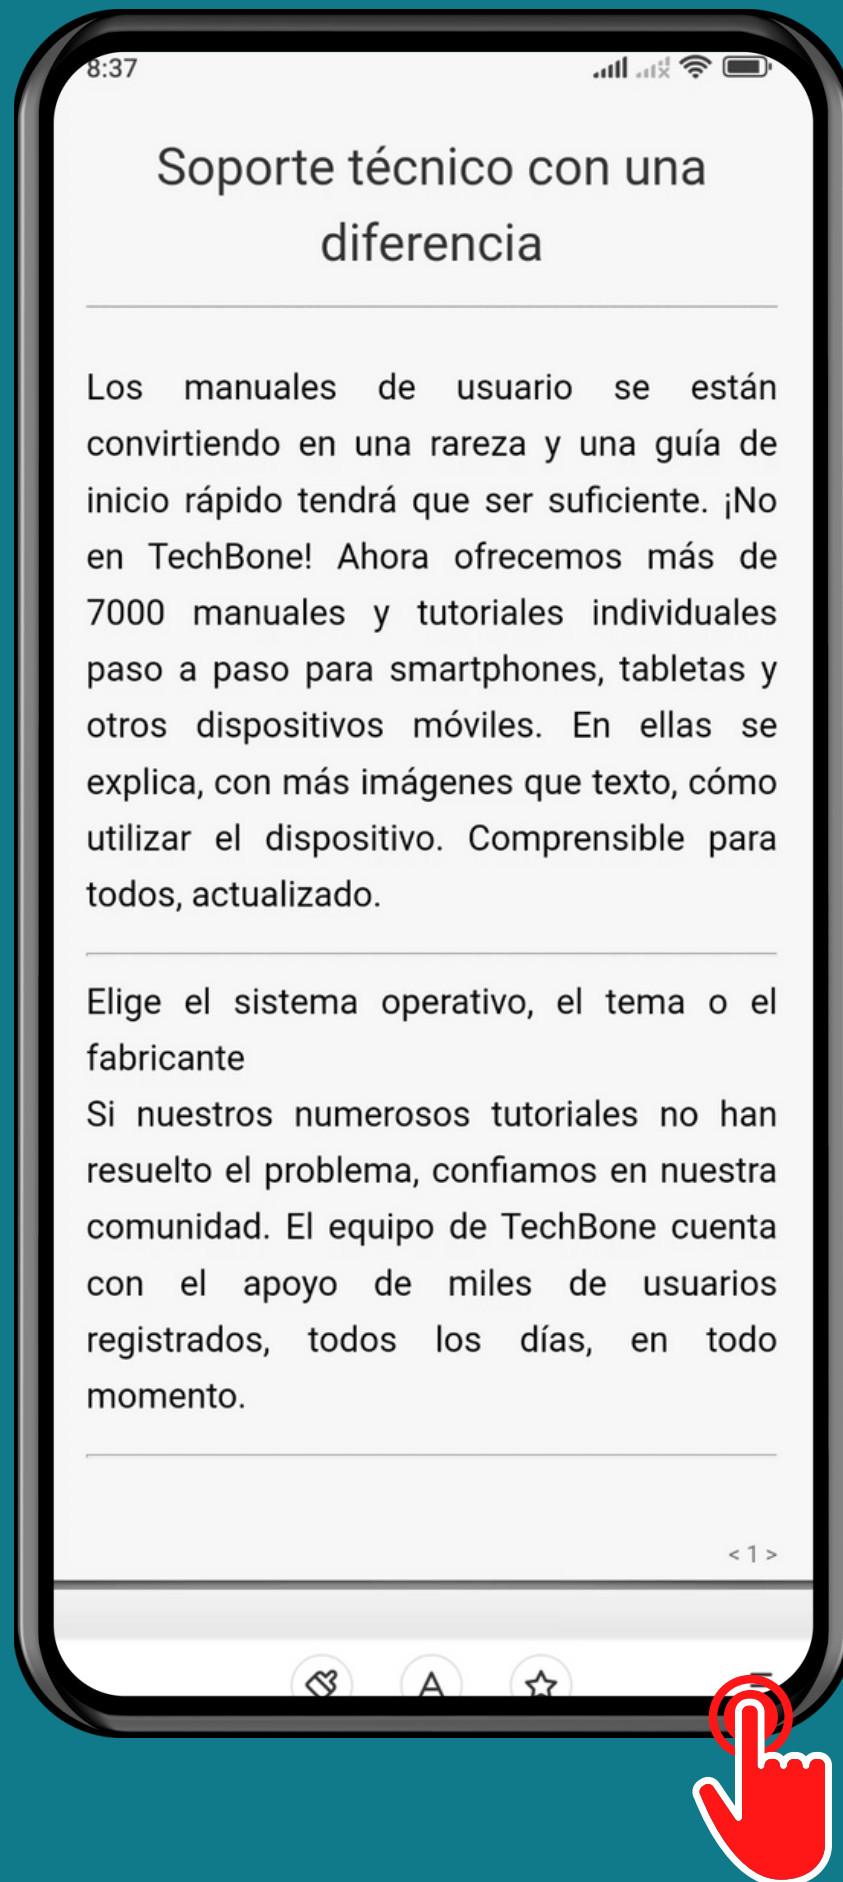 8:37
Soporte técnico con una
diferencia
Los manuales de usuario se están
convirtiendo en una rareza y una guía de
inicio rápido tendrá que ser suficiente. ¡No
en TechBone! Ahora ofrecemos más de
7000 manuales y tutoriales individuales
paso a paso para smartphones, tabletas y
otros dispositivos móviles. En ellas se
explica, con más imágenes que texto, cómo
utilizar el dispositivo. Comprensible para
todos, actualizado.
Elige el sistema operativo, el tema o el
fabricante
Si nuestros numerosos tutoriales no han
resuelto el problema, confiamos en nuestra
comunidad. El equipo de TechBone cuenta
con el apoyo de miles de usuarios
registrados, todos los días, en todo
momento.
< 1 >
A